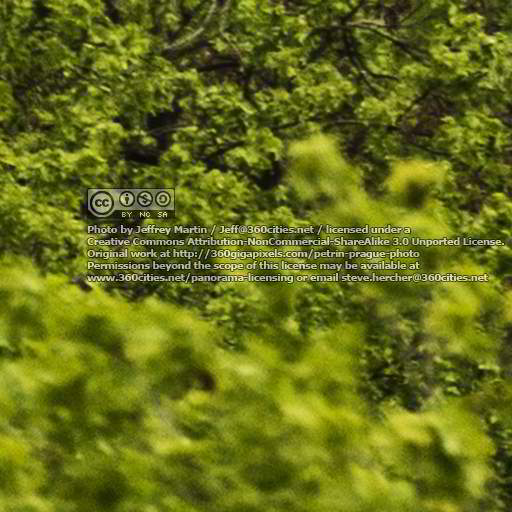 cc
BY NC SA
Photo by Jeffrey Martin / Jeff@360cities.net / licensed under a
Creative Commons Attribution-NonCommercial-ShareAlike 3.0 Unported License.
Original work at http://360gigapixels.com/petrin-prague-photo
Permissions beyond the scope of this license may be available at
www.360cities.net/panorama-licensing or email steve.hercher@360cities.net